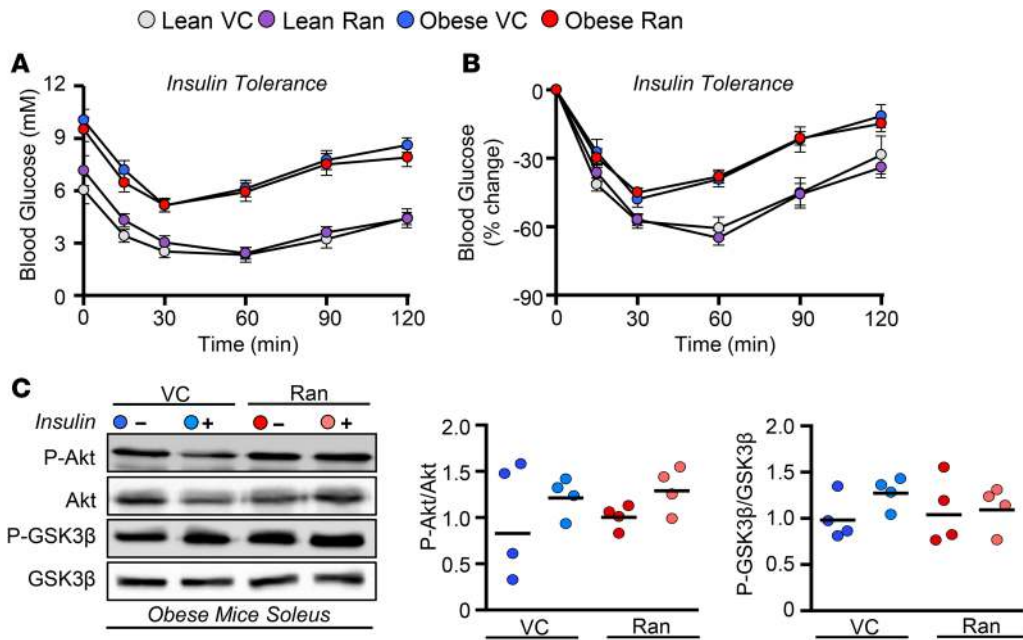 Lean VC Lean Ran Obese VC Obese Ran
A
Insulin Tolerance
Blood Glucose (mM)
12
9
6
3
0
0 30 60 90 120
Time (min)
B
Insulin Tolerance
Blood Glucose
(% change)
0
-30
-60
-90
0 30 60 90 120
Time (min)
C
VC Ran
Insulin - + - +
P-Akt
Akt
P-GSK3β
GSK3β
Obese Mice Soleus
P-Akt/Akt
2.0
1.5
1.0
0.5
0
VC Ran
P-GSK3β/GSK3β
2.0
1.5
1.0
0.5
0
VC Ran